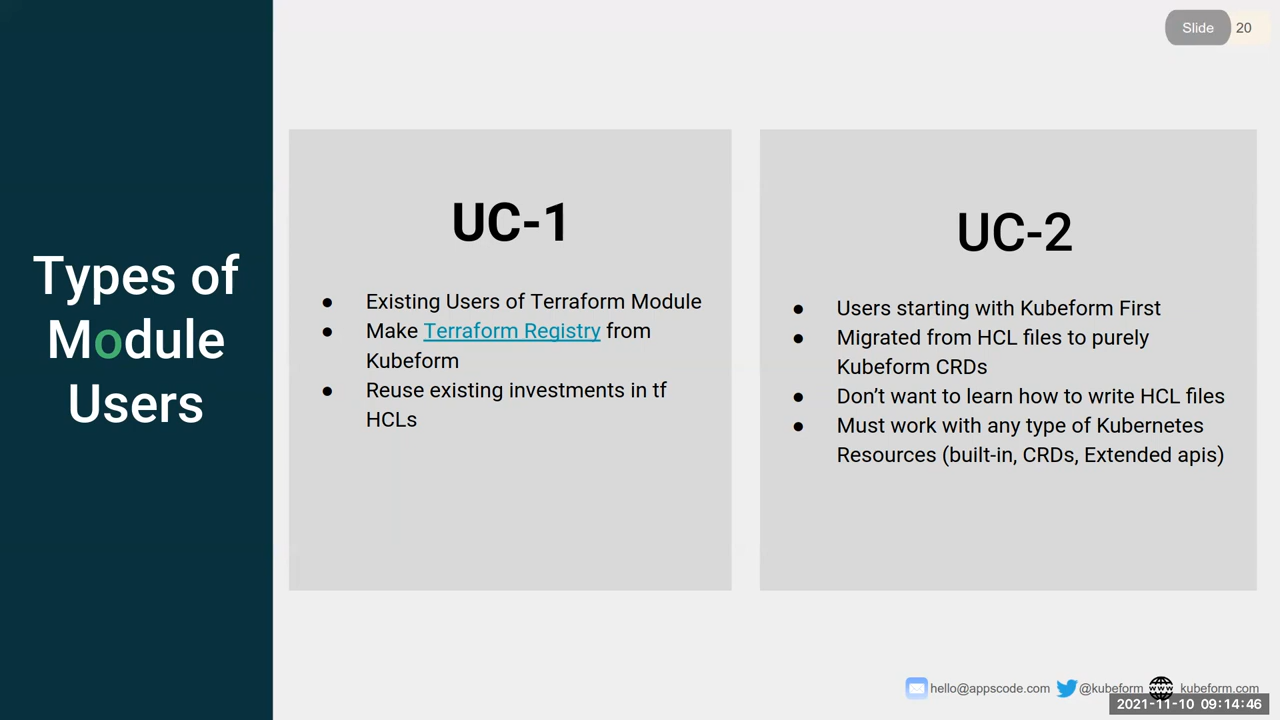 Slide 20
Types of
Module
Users
UC-1
● Existing Users of Terraform Module
● Make Terraform Registry from
Kubeform
● Reuse existing investments in tf
HCLs
UC-2
● Users starting with Kubeform First
● Migrated from HCL files to purely
Kubeform CRDs
● Don’t want to learn how to write HCL files
● Must work with any type of Kubernetes
Resources (built-in, CRDs, Extended apis)
hello@appscode.com @kubeform www kubeform.com
2021-11-10 09:14:46